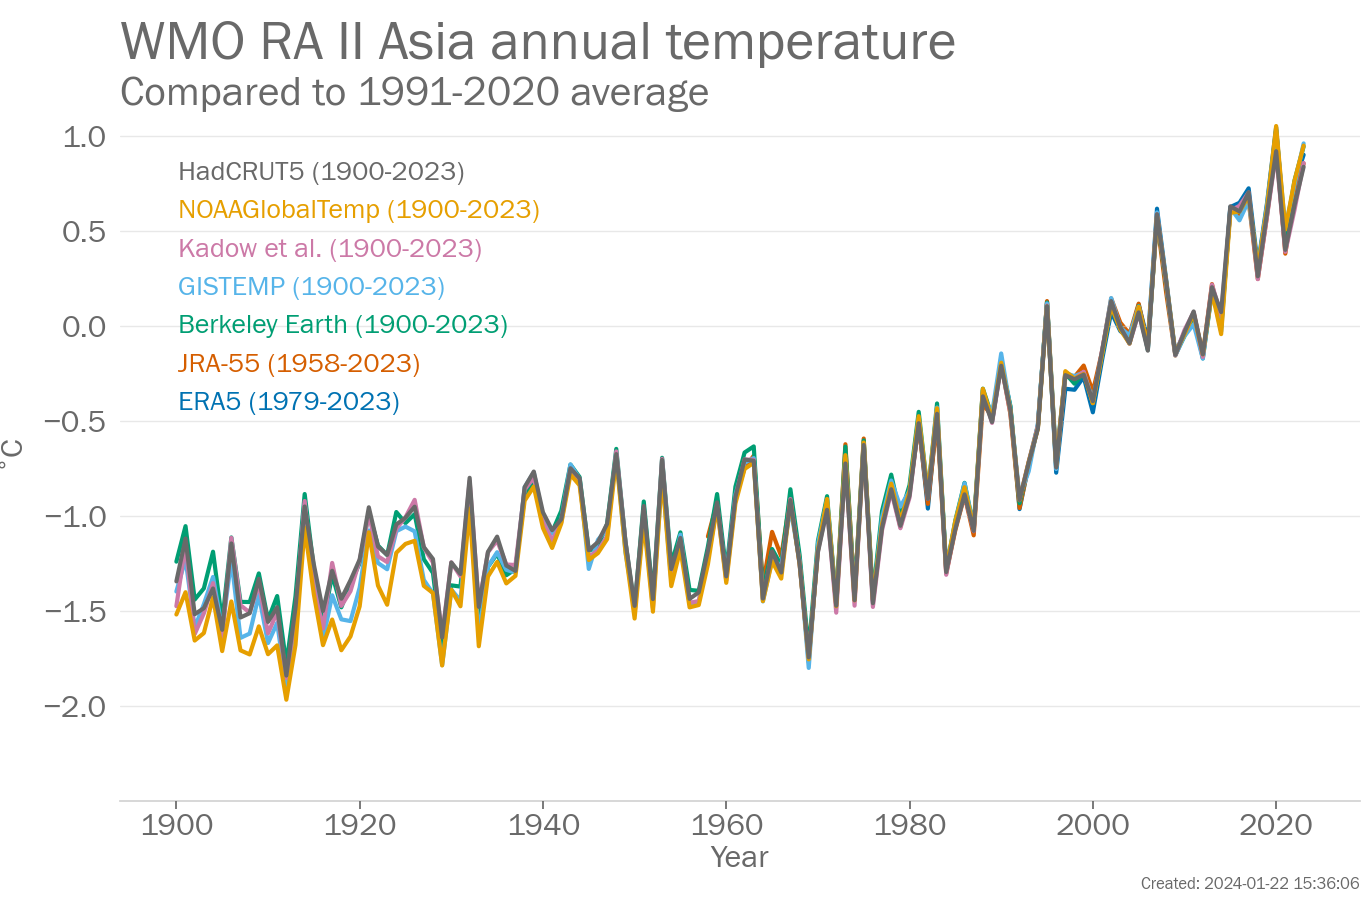 WMO RA II Asia annual temperature
Compared to 1991-2020 average
1.0
HadCRUT5 (1900-2023)
NOAAGlobalTemp (1900-2023)
0.5
Kadow et al. (1900-2023)
GISTEMP (1900-2023)
Berkeley Earth (1900-2023)
0.0
JRA-55 (1958-2023)
ERA5 (1979-2023)
−0.5
°C
−1.0
−1.5
−2.0
1900 1920 1940 1960 1980 2000 2020
Year
Created: 2024-01-22 15:36:06